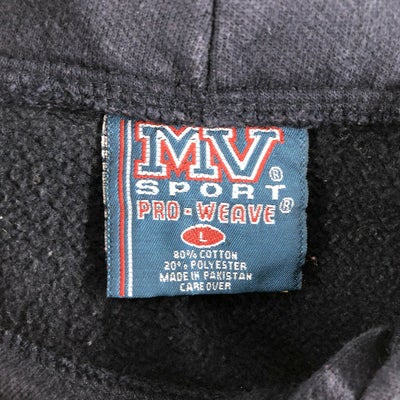 MV®
SPORT
PRO-WEAVE®
L
80% COTTON
20% POLYESTER
MADE IN PAKISTAN
CARE OVER